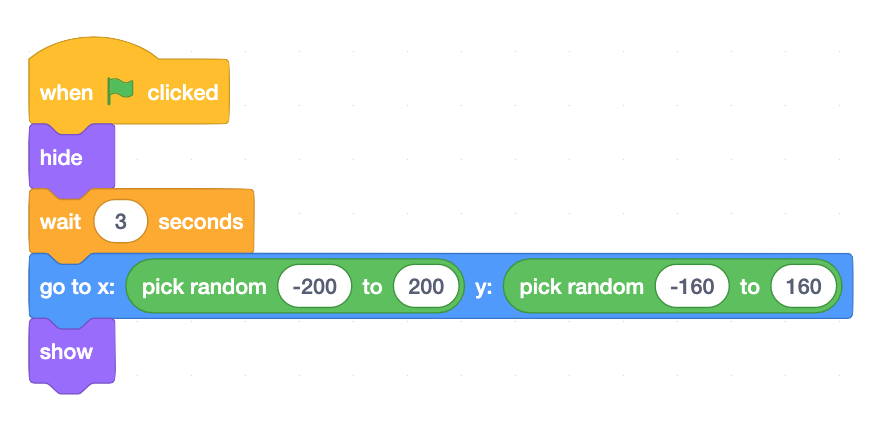 when clicked
hide
wait 3 seconds
go to x: pick random -200 to 200 y: pick random -160 to 160
show